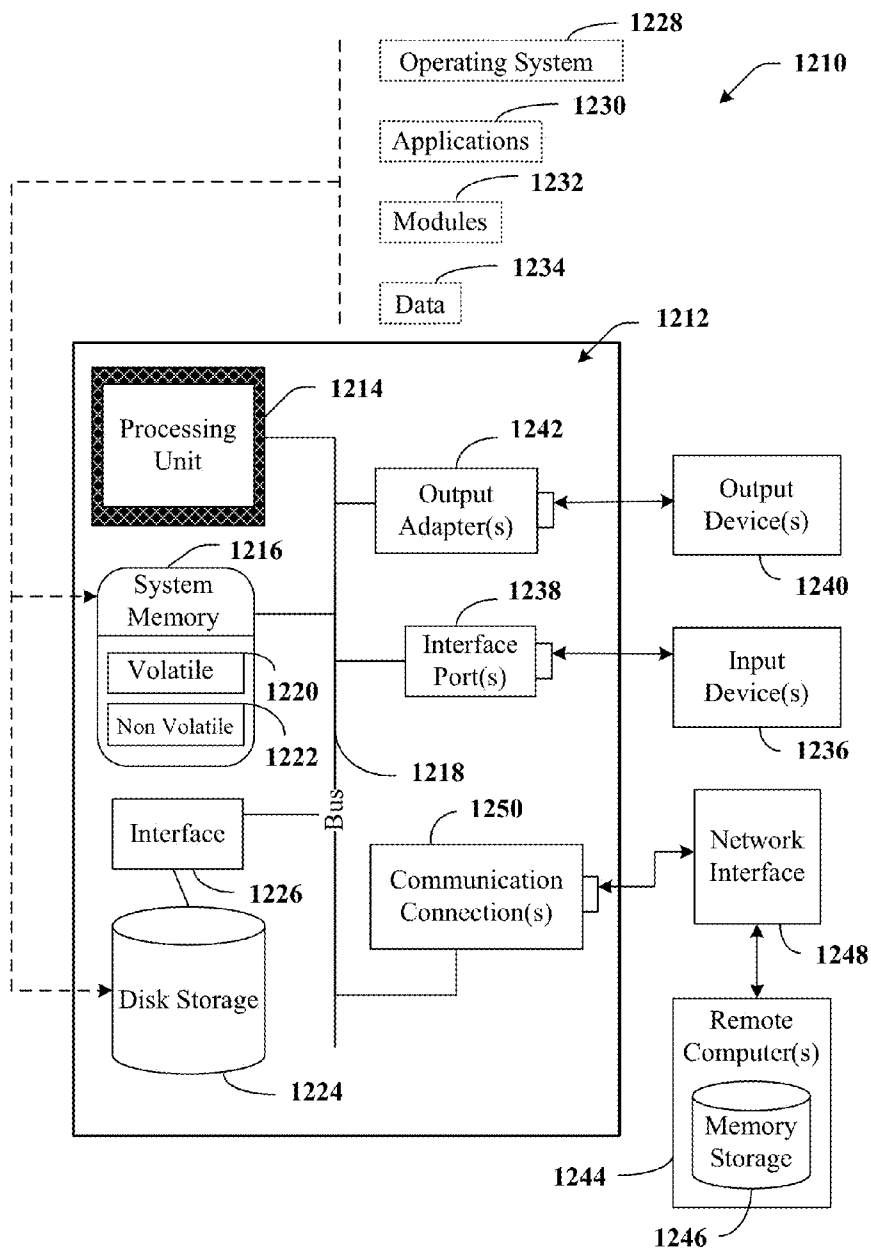 1228
Operating System
1210
1230
Applications
1232
Modules
1234
Data
1212
1214
Processing
Unit
1242
Output
Adapter(s)
Output
Device(s)
1240
1216
System
Memory
Volatile
1220
Non Volatile
1222
1238
Interface
Port(s)
Input
Device(s)
1236
1218
Bus
Interface
1226
1250
Communication
Connection(s)
Network
Interface
1248
Disk Storage
1224
Remote
Computer(s)
Memory
Storage
1244
1246